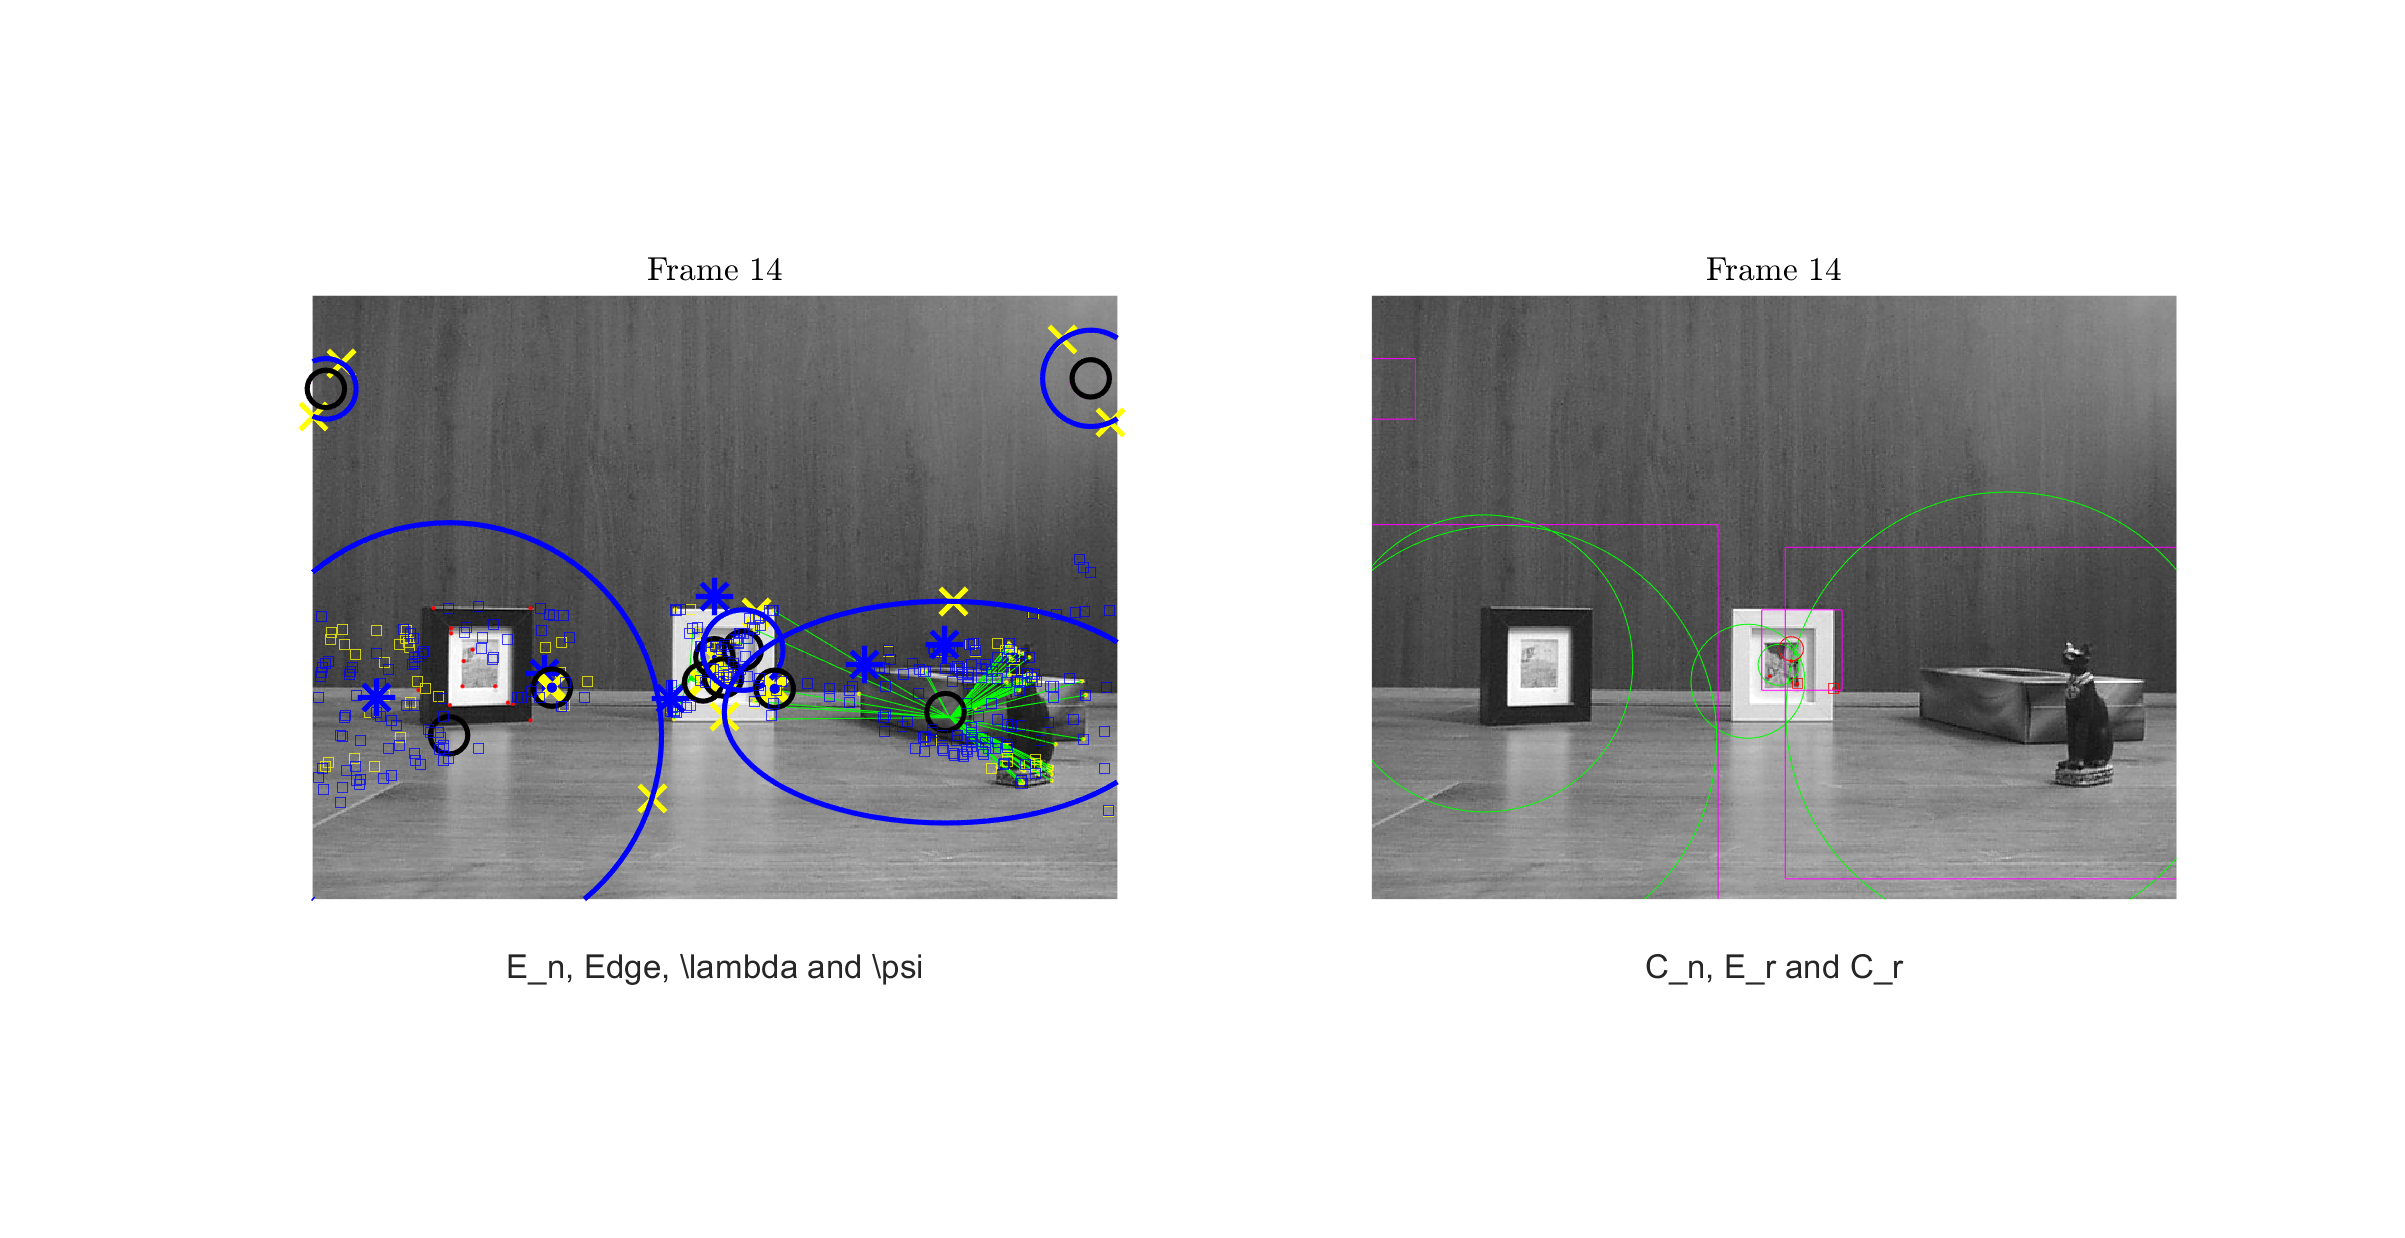 Frame 14
Frame 14
E_n, Edge, \lambda and \psi
C_n, E_r and C_r